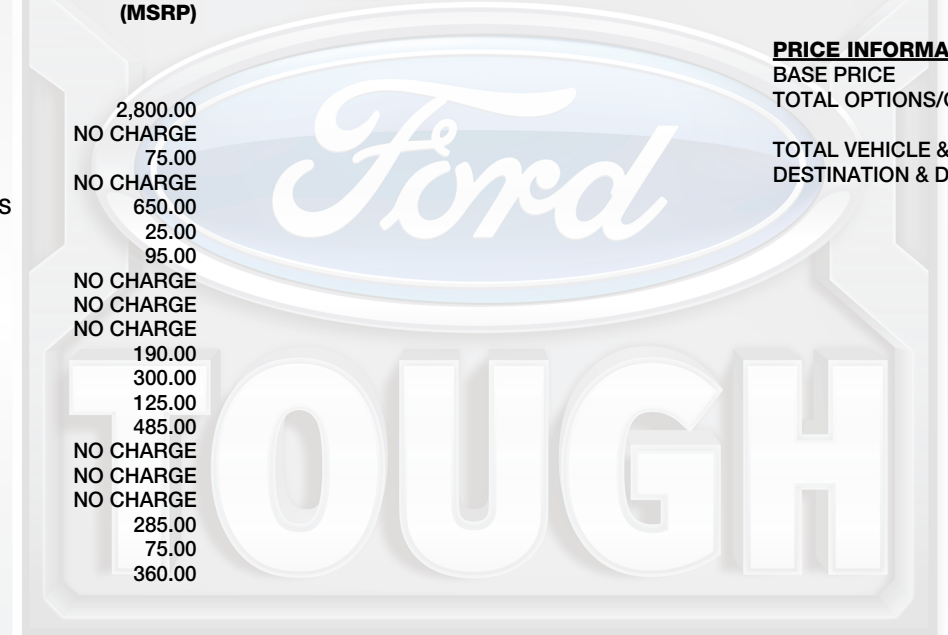 (MSRP)
2,800.00
NO CHARGE
75.00
NO CHARGE
S
650.00
25.00
95.00
NO CHARGE
NO CHARGE
NO CHARGE
190.00
300.00
125.00
485.00
NO CHARGE
NO CHARGE
NO CHARGE
285.00
75.00
360.00
PRICE INFORMA
BASE PRICE
TOTAL OPTIONS/
TOTAL VEHICLE &
DESTINATION & D
Ford
TOUGH